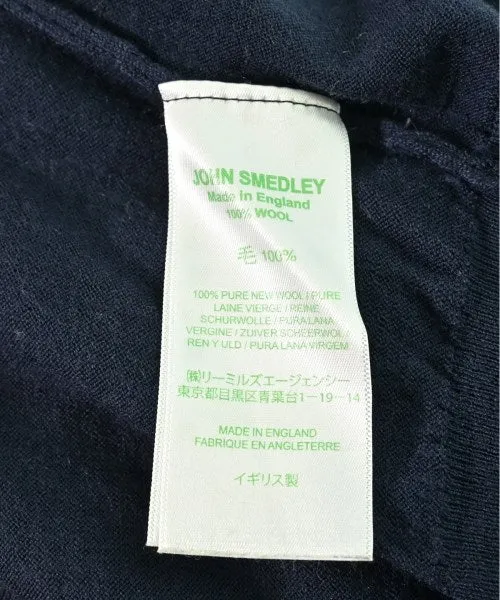 JOHN SMEDLEY
Made in England
100% WOOL
毛 100%
100% PURE NEW WOOL / PURE
LAINE VIERGE / REINE
SCHURWOLLE / PURA LANA
VERGINE / ZUIVER SCHEERWOL /
REN Y ULD / PURA LANA VIRGEM
㈱リーミルズエージェンシー
東京都目黒区青葉台1-19-14
MADE IN ENGLAND
FABRIQUE EN ANGLETERRE
イギリス製